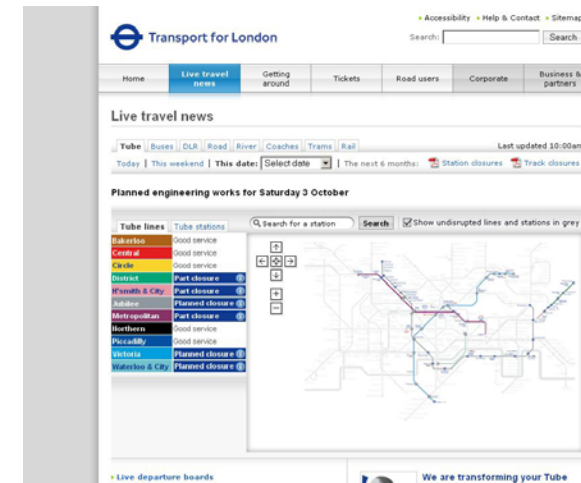 Accessibility Help & Contact Sitemap
Transport for London
Search: Search
Home Live travel news Getting around Tickets Road users Corporate Business & partners
Live travel news
Tube Buses DLR Road River Coaches Trams Rail Last updated 10:00am
Today | This weekend | This date: Select date | The next 6 months: Station closures Track closures
Planned engineering works for Saturday 3 October
Tube lines Tube stations Search for a station Search Show undisrupted lines and stations in grey
Bakerloo Good service
Central Good service
Circle Good service
District Part closure
H'smith & City Part closure
Jubilee Planned closure
Metropolitan Part closure
Northern Good service
Piccadilly Good service
Victoria Planned closure
Waterloo & City Planned closure
Live departure boards We are transforming your Tube